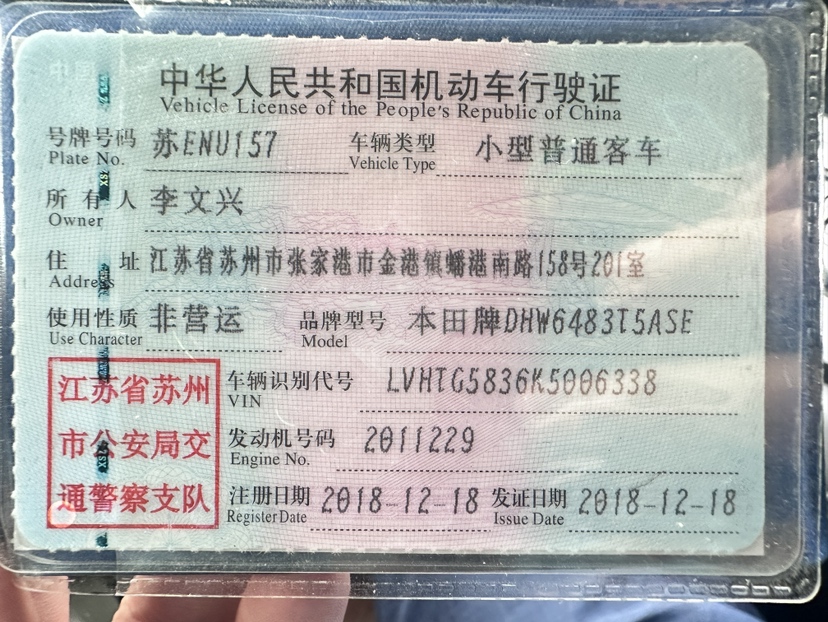 中华人民共和国机动车行驶证
Vehicle License of the People's Republic of China
号牌号码 苏ENU157 车辆类型 小型普通客车
Plate No. Vehicle Type
所有人 李文兴
Owner
住址 江苏省苏州市张家港市金港镇蟠港南路158号201室
Address
使用性质 非营运 品牌型号 本田牌DHW6483T5ASE
Use Character Model
江苏省苏州 车辆识别代号 LVHTG5836K5006338
VIN
市公安局交 发动机号码 2011229
Engine No.
通警察支队 注册日期 2018-12-18 发证日期 2018-12-18
Register Date Issue Date